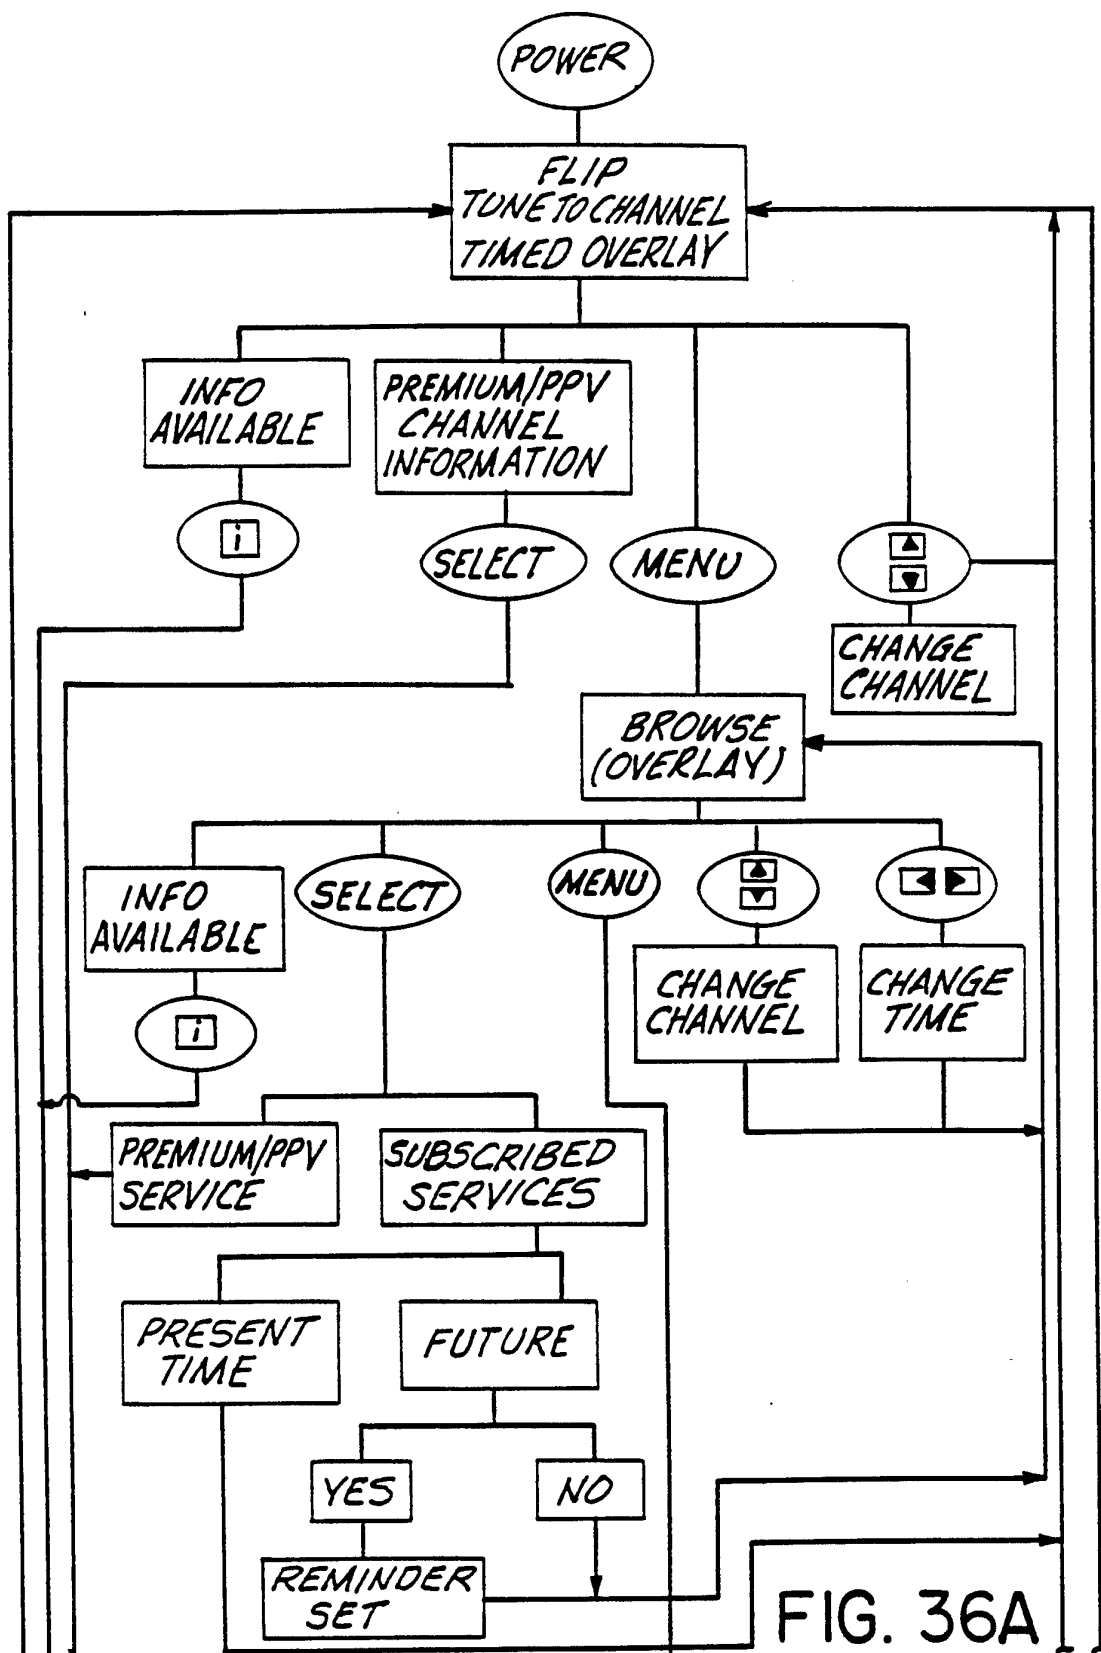 POWER
FLIP
TUNE TO CHANNEL
TIMED OVERLAY
INFO
AVAILABLE
PREMIUM/PPV
CHANNEL
INFORMATION
i
SELECT
MENU
CHANGE
CHANNEL
BROWSE
(OVERLAY)
INFO
AVAILABLE
SELECT
MENU
CHANGE
CHANNEL
CHANGE
TIME
i
PREMIUM/PPV
SERVICE
SUBSCRIBED
SERVICES
PRESENT
TIME
FUTURE
YES
NO
REMINDER
SET
FIG. 36A